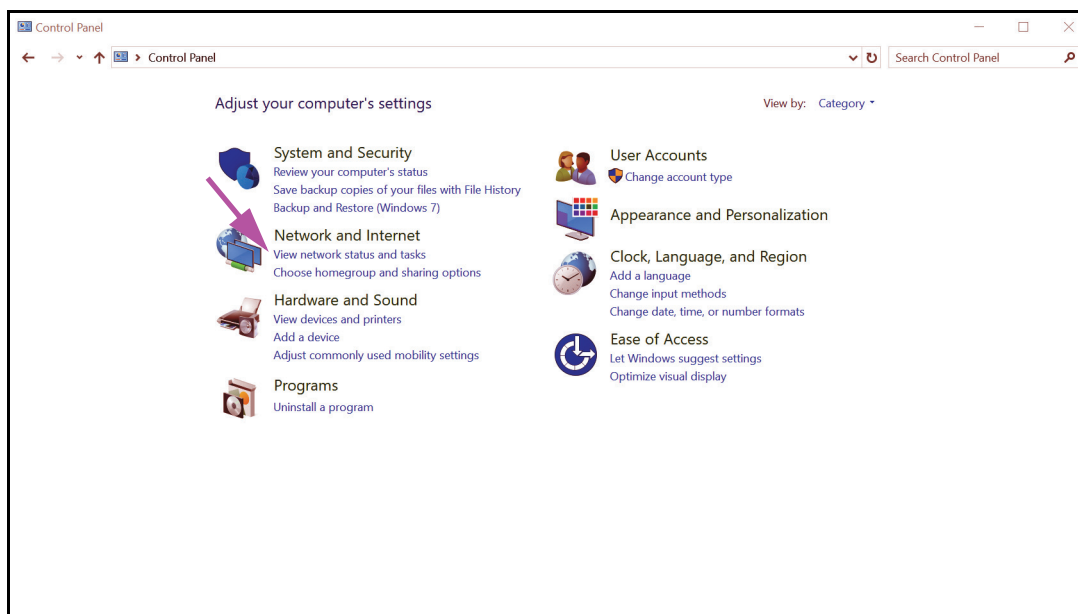 Control Panel
Control Panel
Search Control Panel
Adjust your computer's settings
View by: Category
System and Security
Review your computer's status
Save backup copies of your files with File History
Backup and Restore (Windows 7)
Network and Internet
View network status and tasks
Choose homegroup and sharing options
Hardware and Sound
View devices and printers
Add a device
Adjust commonly used mobility settings
Programs
Uninstall a program
User Accounts
Change account type
Appearance and Personalization
Clock, Language, and Region
Add a language
Change input methods
Change date, time, or number formats
Ease of Access
Let Windows suggest settings
Optimize visual display